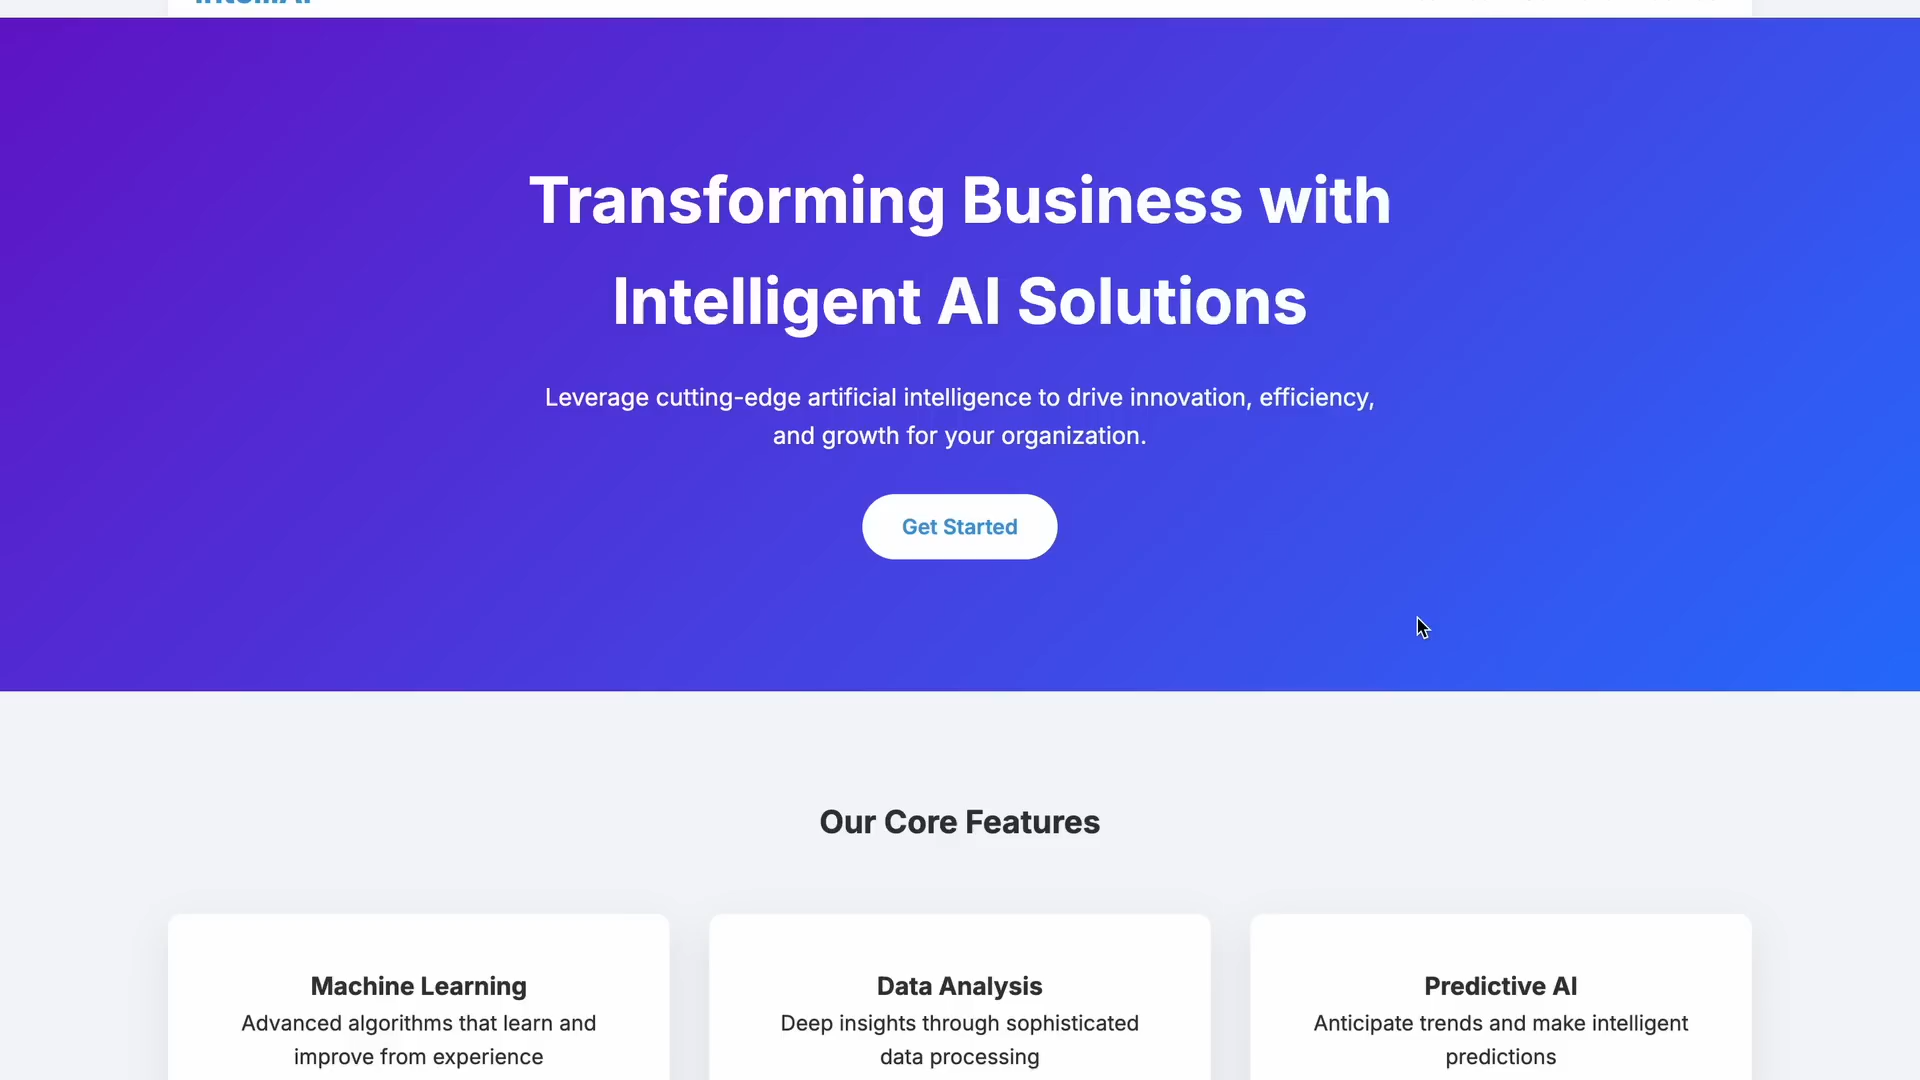 Transforming Business with
Intelligent AI Solutions
Leverage cutting-edge artificial intelligence to drive innovation, efficiency,
and growth for your organization.
Get Started
Our Core Features
Machine Learning
Advanced algorithms that learn and
improve from experience
Data Analysis
Deep insights through sophisticated
data processing
Predictive AI
Anticipate trends and make intelligent
predictions